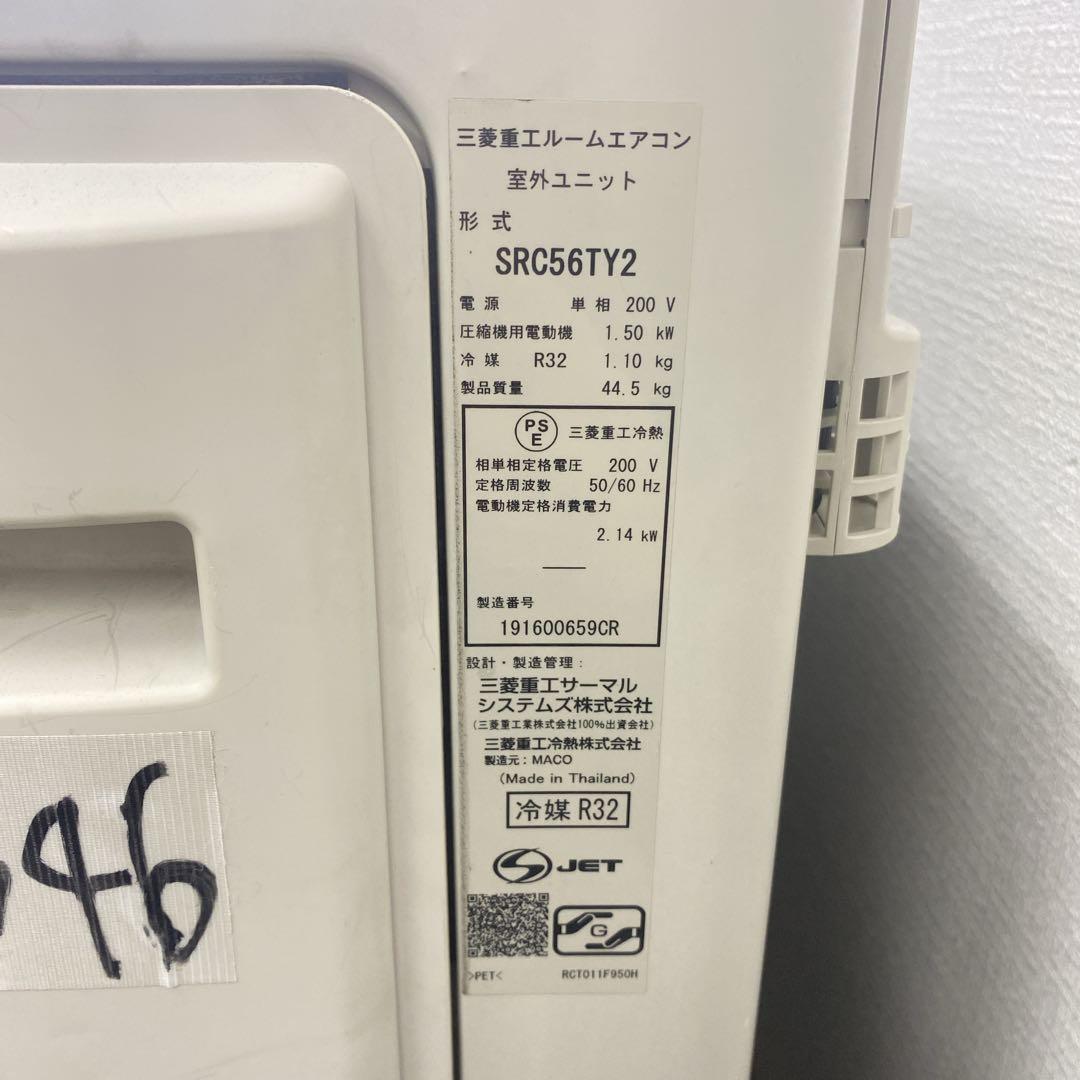 三菱重工ルームエアコン
室外ユニット
形式
SRC56TY2
電源 単相 200 V
圧縮機用電動機 1.50 kW
冷媒 R32 1.10 kg
製品質量 44.5 kg
PS
E 三菱重工冷熱
相単相定格電圧 200 V
定格周波数 50/60 Hz
電動機定格消費電力
2.14 kW
製造番号
191600659CR
設計・製造管理:
三菱重工サーマル
システムズ株式会社
(三菱重工業株式会社100%出資会社)
三菱重工冷熱株式会社
製造元:MACO
(Made in Thailand)
冷媒 R32
S JET
G
>PET< RCT011F950H
46